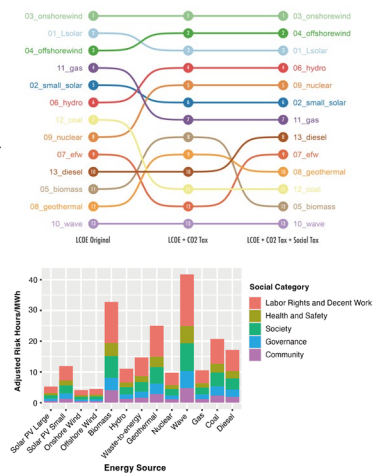 03_onshorewind
01_Lsolar
04_offshorewind
11_gas
02_small_solar
06_hydro
12_coal
09_nuclear
07_efw
13_diesel
05_biomass
08_geothermal
10_wave
03_onshorewind
04_offshorewind
01_Lsolar
06_hydro
09_nuclear
02_small_solar
11_gas
13_diesel
07_efw
08_geothermal
12_coal
05_biomass
10_wave
LCOE Original
LCOE + CO2 Tax
LCOE + CO2 Tax + Social Tax
Adjusted Risk Hours/MWh
40
30
20
10
0
Solar PV Large
Solar PV Small
Onshore Wind
Offshore Wind
Biomass
Hydro
Waste-to-energy
Geothermal
Nuclear
Wave
Gas
Coal
Diesel
Energy Source
Social Category
Labor Rights and Decent Work
Health and Safety
Society
Governance
Community